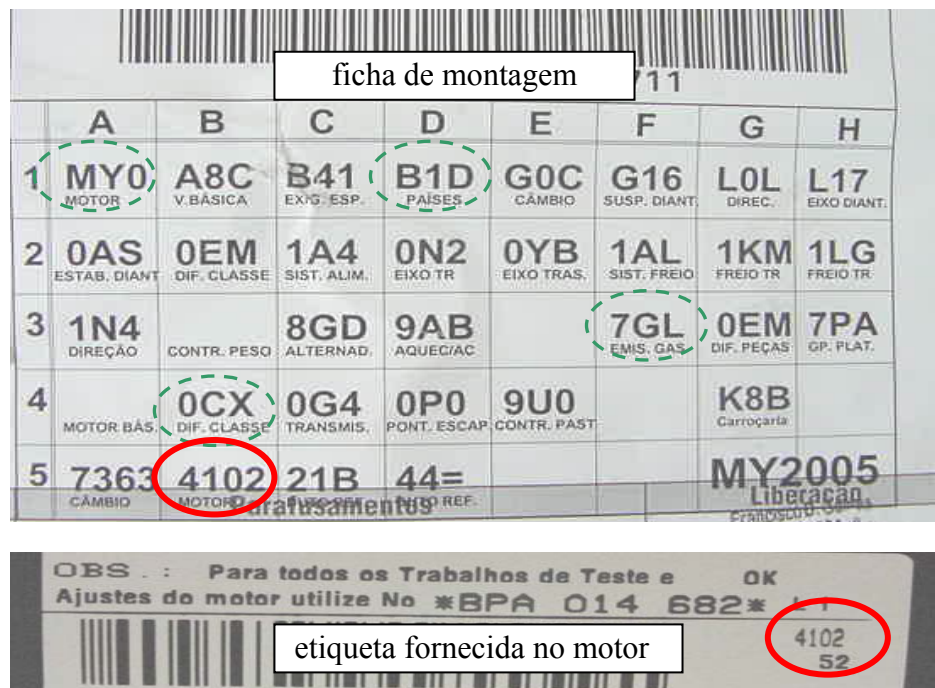 ficha de montagem
711
A B C D E F G H
1 MY0 A8C B41 B1D G0C G16 L0L L17
MOTOR V.BÁSICA EXIG. ESP. PAÍSES CÂMBIO SUSP. DIANT. DIREC. EIXO DIANT.
2 0AS 0EM 1A4 0N2 0YB 1AL 1KM 1LG
ESTAB. DIANT DIF. CLASSE SIST. ALIM. EIXO TR EIXO TRAS. SIST. FREIO FREIO TR FREIO TR
3 1N4 8GD 9AB 7GL 0EM 7PA
DIREÇÃO CONTR. PESO ALTERNAD. AQUEC/AC EMIS. GAS. DIF. PEÇAS GP. PLAT.
4 0CX 0G4 0P0 9U0 K8B
MOTOR BÁS. DIF. CLASSE TRANSMIS. PONT. ESCAP CONTR. PAST Carroçaria
5 7363 4102 21B 44= MY2005
CÂMBIO MOTOR REF.
Parafusamentos Liberação
OBS.: Para todos os Trabalhos de Teste e OK
Ajustes do motor utilize No *BPA 014 682*
etiqueta fornecida no motor
4102
52